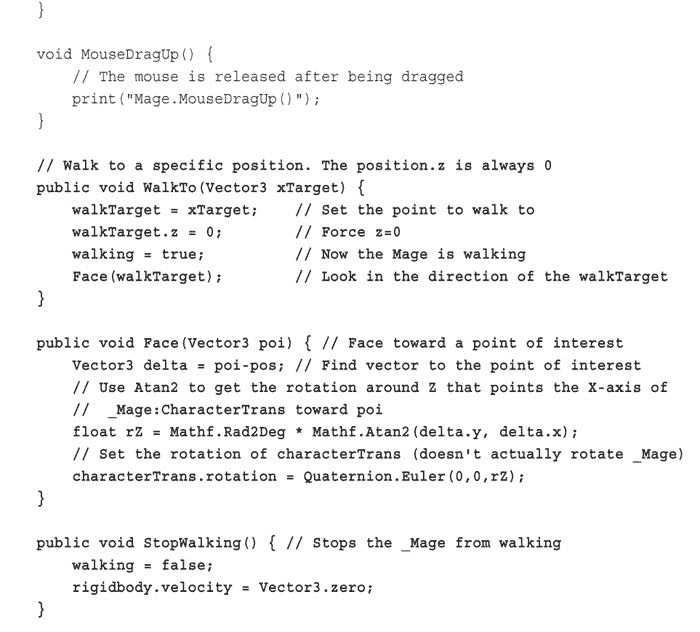 }
void MouseDragUp() {
// The mouse is released after being dragged
print("Mage.MouseDragUp()");
}
// Walk to a specific position. The position.z is always 0
public void WalkTo(Vector3 xTarget) {
walkTarget = xTarget;    // Set the point to walk to
walkTarget.z = 0;        // Force z=0
walking = true;          // Now the Mage is walking
Face(walkTarget);        // Look in the direction of the walkTarget
}
public void Face(Vector3 poi) { // Face toward a point of interest
Vector3 delta = poi-pos; // Find vector to the point of interest
// Use Atan2 to get the rotation around Z that points the X-axis of
//  _Mage:CharacterTrans toward poi
float rZ = Mathf.Rad2Deg * Mathf.Atan2(delta.y, delta.x);
// Set the rotation of characterTrans (doesn't actually rotate _Mage)
characterTrans.rotation = Quaternion.Euler(0,0,rZ);
}
public void StopWalking() { // Stops the _Mage from walking
walking = false;
rigidbody.velocity = Vector3.zero;
}